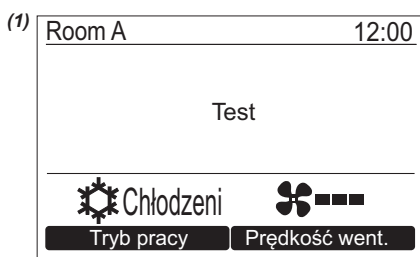 (1)
Room A 12:00
Test
Chłodzeni
Tryb pracy Prędkość went.